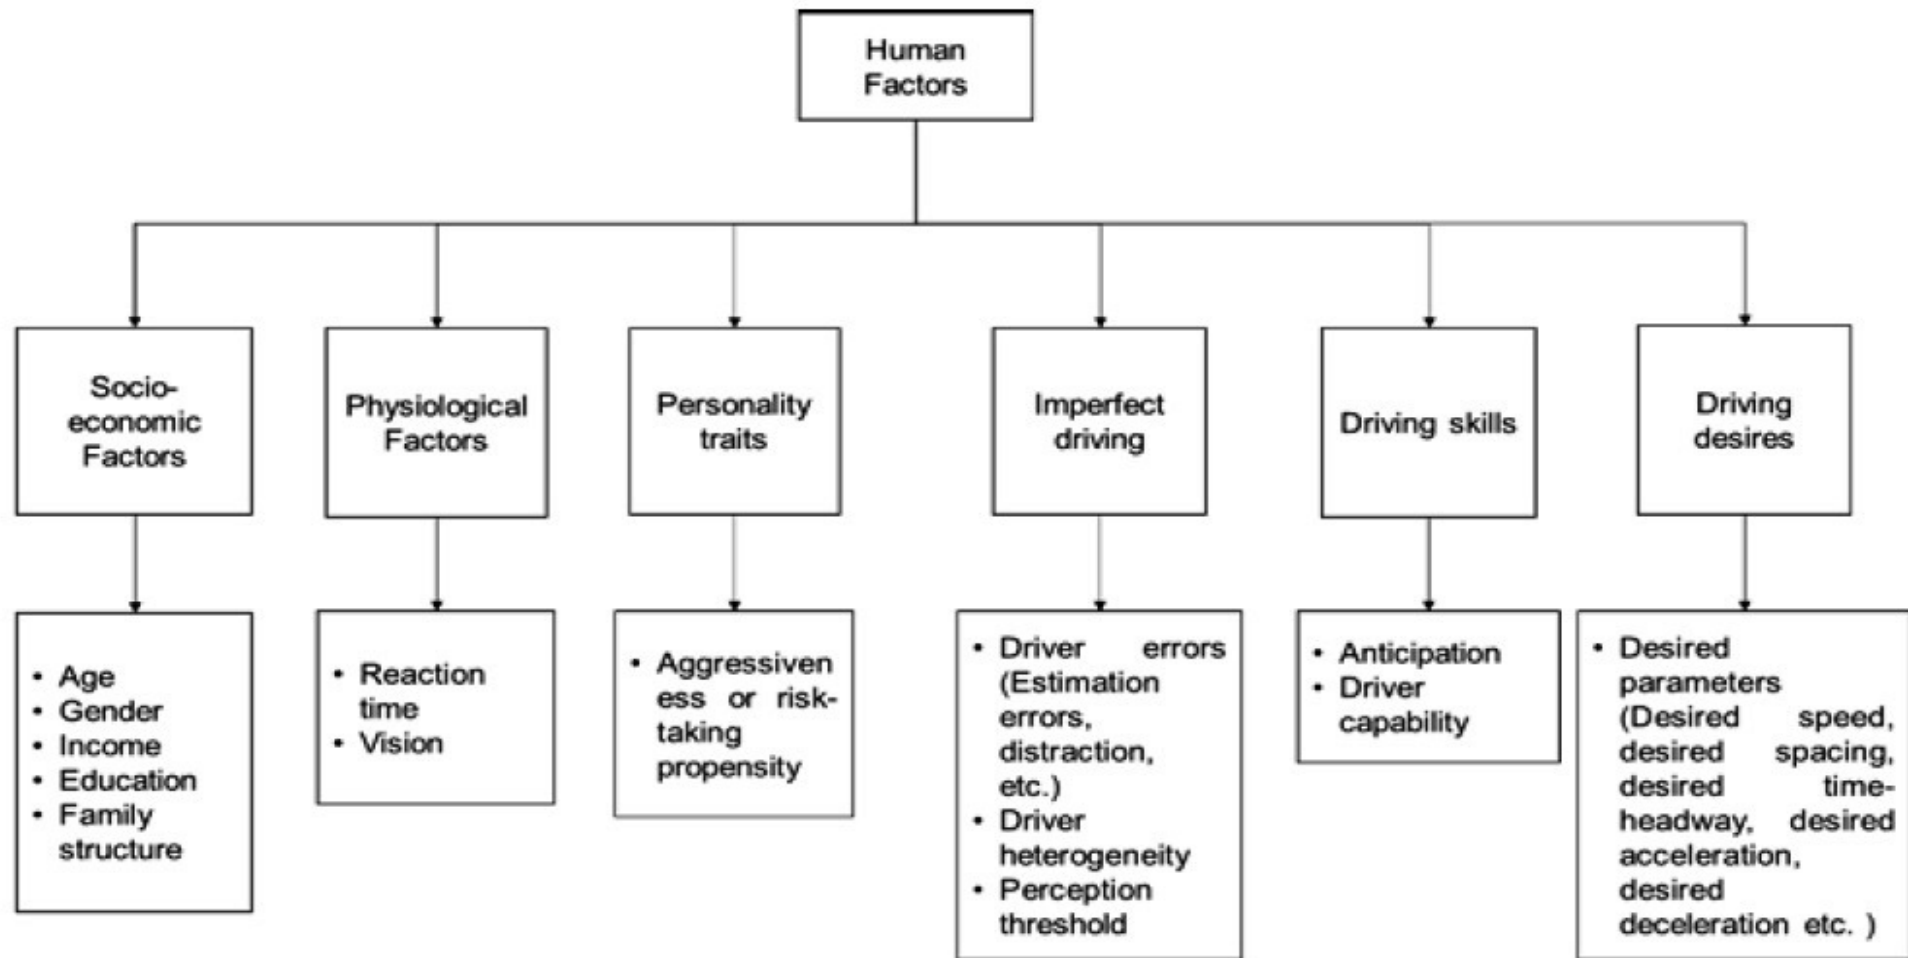 Human
Factors
Socio-
economic
Factors
Physiological
Factors
Personality
traits
Imperfect
driving
Driving skills
Driving
desires
• Age
• Gender
• Income
• Education
• Family
structure
• Reaction
time
• Vision
• Aggressiven
ess or risk-
taking
propensity
• Driver errors
(Estimation
errors,
distraction,
etc.)
• Driver
heterogeneity
• Perception
threshold
• Anticipation
• Driver
capability
• Desired
parameters
(Desired speed,
desired spacing,
desired time-
headway, desired
acceleration,
desired
deceleration etc. )